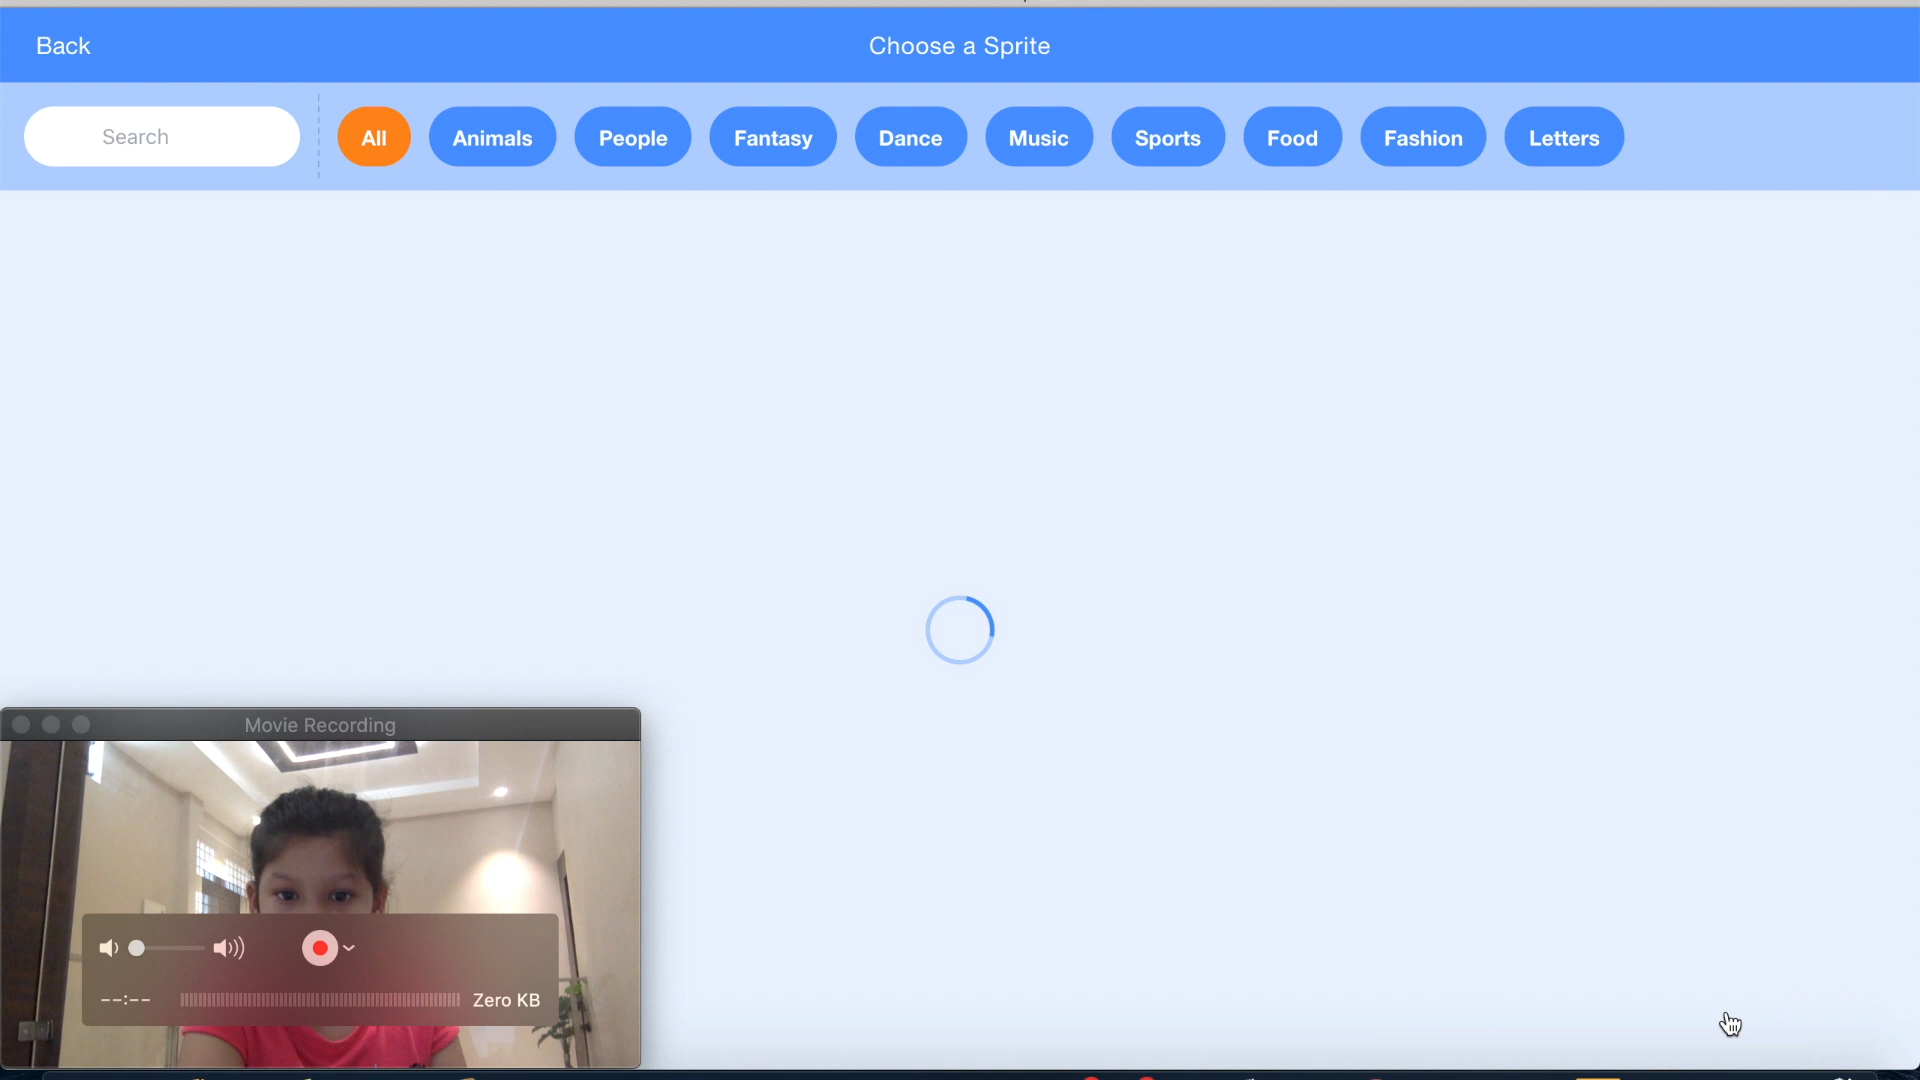 Back
Choose a Sprite
Search
All
Animals
People
Fantasy
Dance
Music
Sports
Food
Fashion
Letters
Movie Recording
--:--
Zero KB